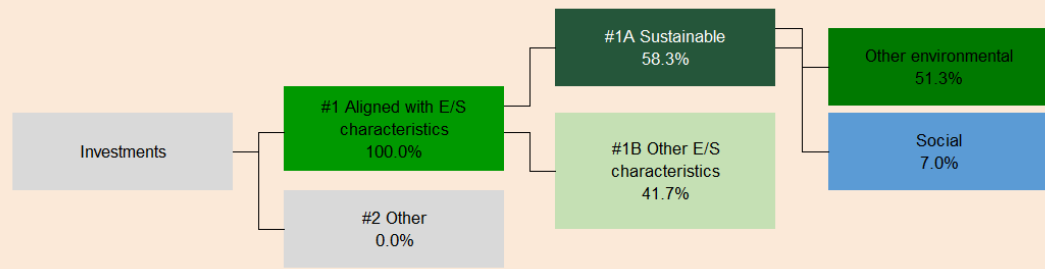 Investments
#1 Aligned with E/S
characteristics
100.0%
#2 Other
0.0%
#1A Sustainable
58.3%
#1B Other E/S
characteristics
41.7%
Other environmental
51.3%
Social
7.0%